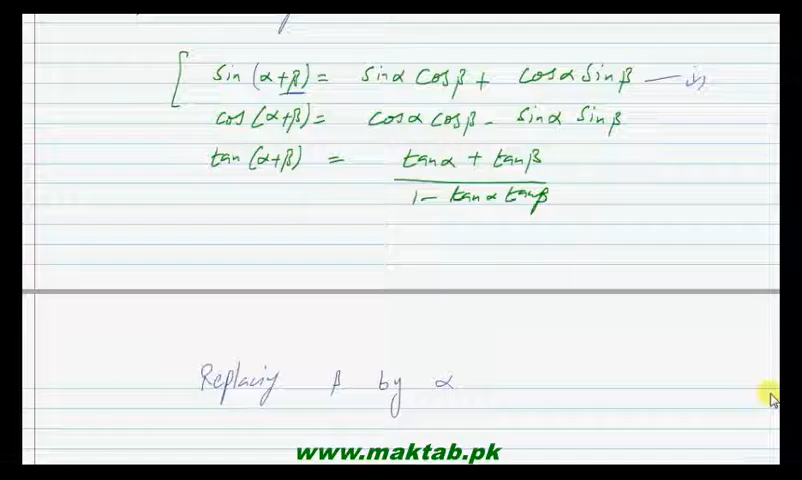 sin (α+β) = sinα cosβ + cosα sinβ —
cos (α+β) = cosα cosβ - sinα sinβ
tan (α+β) = tanα + tanβ
1 - tanα tanβ
Replacing β by α
www.maktab.pk